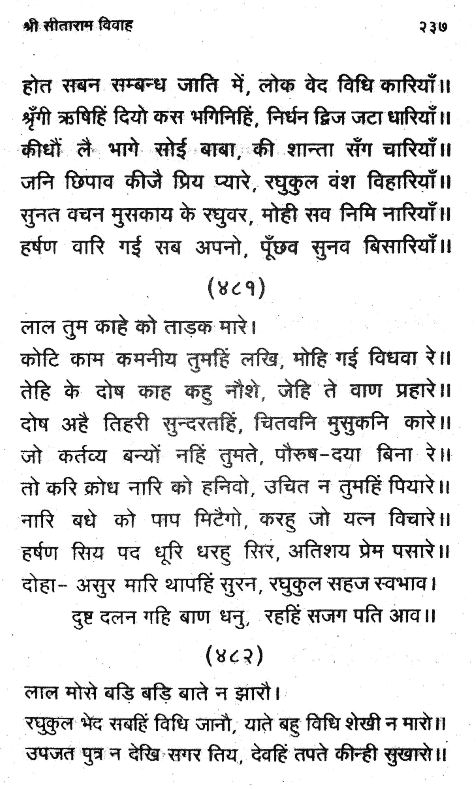 श्री सीताराम विवाह २३७
होत सबन सम्बन्ध जाति में, लोक वेद विधि कारियाँ॥
श्रृँगी ऋषिहिं दियो कस भगिनिहिं, निर्धन द्विज जटा धारियाँ॥
कीधौं लै भागे सोई बाबा, की शान्ता सँग चारियाँ॥
जनि छिपाव कीजै प्रिय प्यारे, रघुकुल वंश विहारियाँ॥
सुनत वचन मुसकाय के रघुवर, मोही सव निमि नारियाँ॥
हर्षण वारि गई सब अपनो, पूँछव सुनव बिसारियाँ॥
(४८१)
लाल तुम काहे को ताड़क मारे।
कोटि काम कमनीय तुमहिं लखि, मोहि गई विधवा रे॥
तेहि के दोष काह कहु नौशे, जेहि ते वाण प्रहारे॥
दोष अहै तिहरी सुन्दरतहिं, चितवनि मुसुकनि कारे॥
जो कर्तव्य बन्यों नहिं तुमते, पौरुष-दया बिना रे॥
तो करि क्रोध नारि को हनिवो, उचित न तुमहिं पियारे॥
नारि बधे को पाप मिटैगो, करहु जो यत्न विचारे॥
हर्षण सिय पद धूरि धरहु सिर, अतिशय प्रेम पसारे॥
दोहा- असुर मारि थापहिं सुरन, रघुकुल सहज स्वभाव।
दुष्ट दलन गहि बाण धनु, रहहिं सजग पति आव॥
(४८२)
लाल मोसे बड़ि बड़ि बाते न झारौ।
रघुकुल भेद सबहिं विधि जानौ, याते बहु विधि शेखी न मारो॥
उपजत पुत्र न देखि सगर तिय, देवहिं तपते कीन्ही सुखारो॥